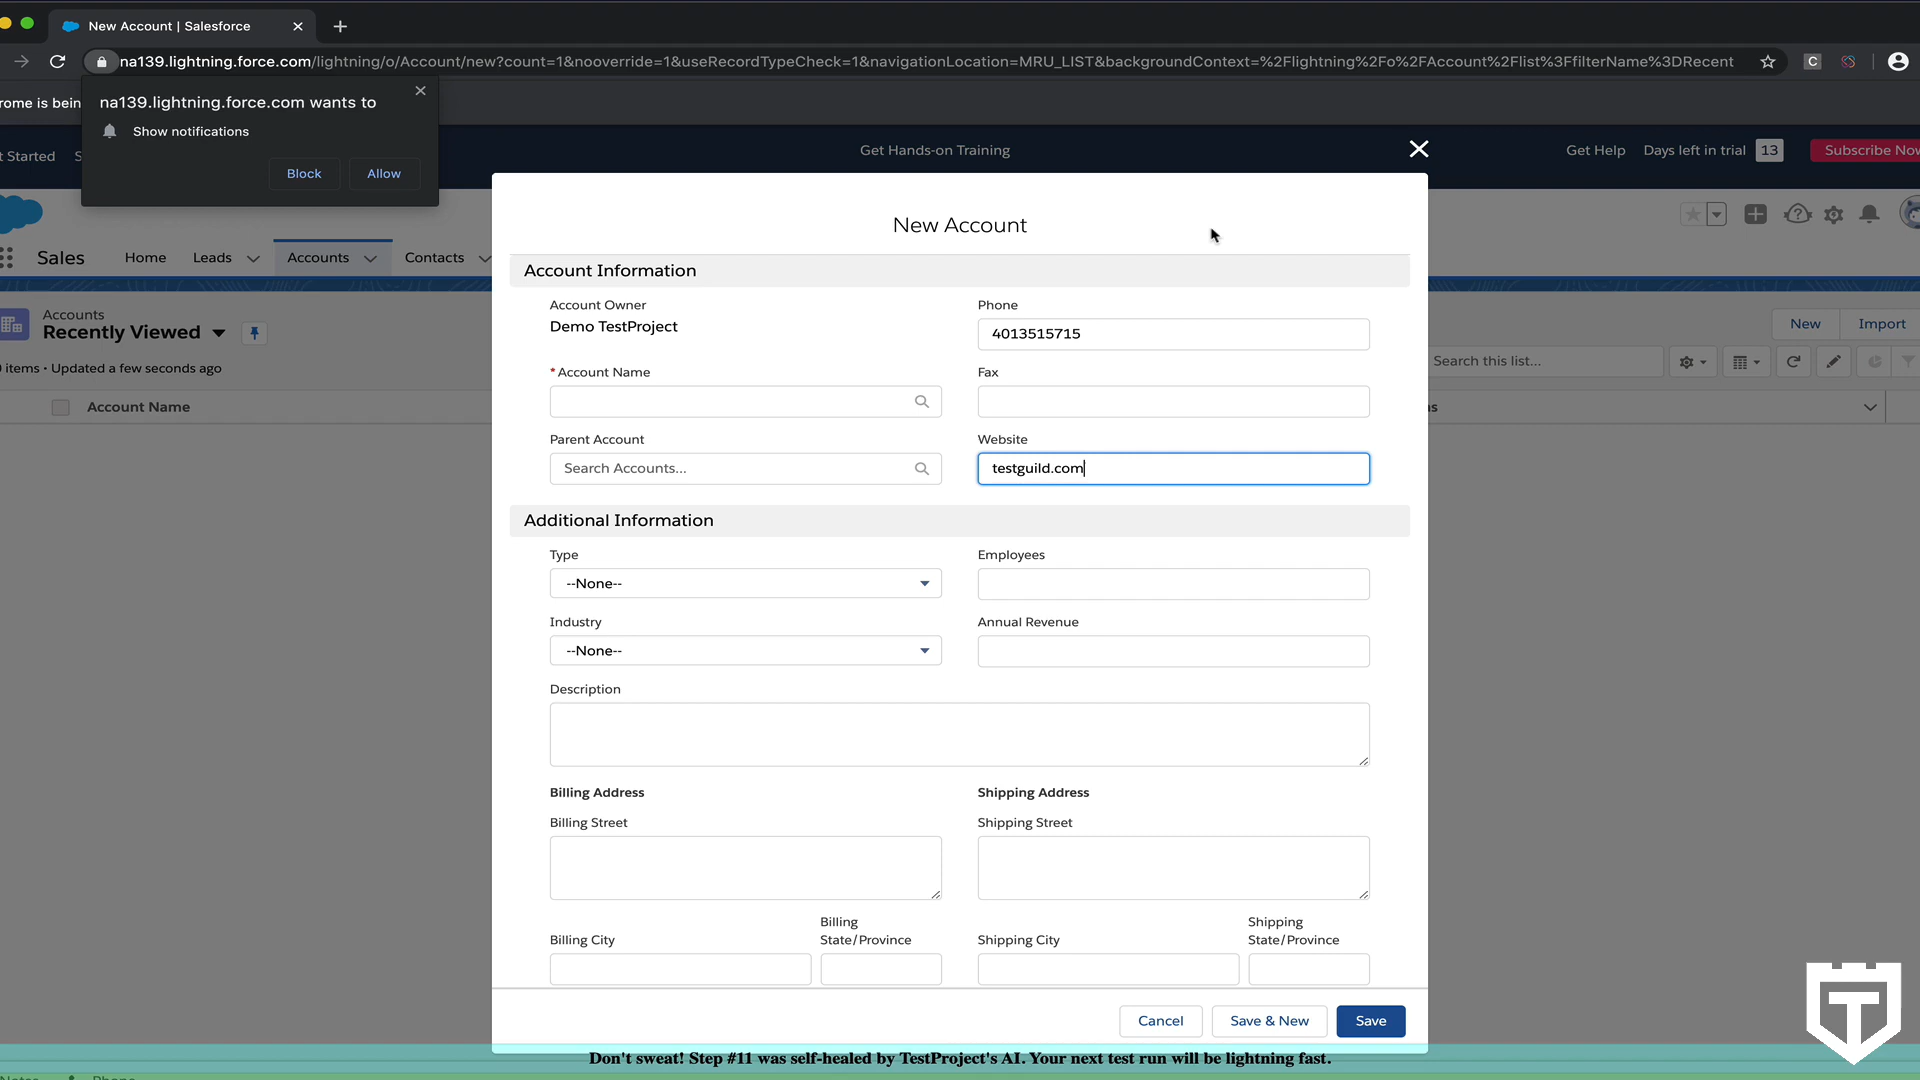 New Account | Salesforce
na139.lightning.force.com/lightning/o/Account/new?count=1&nooverride=1&useRecordTypeCheck=1&navigationLocation=MRU_LIST&backgroundContext=%2Flightning%2Fo%2FAccount%2Flist%3FfilterName%3DRecent
C
rome is bein
na139.lightning.force.com wants to
Show notifications
Block
Allow
t Started
S
Get Hands-on Training
Get Help
Days left in trial
13
Subscribe Now
Sales
Home
Leads
Accounts
Contacts
Accounts
Recently Viewed
items • Updated a few seconds ago
New
Import
Search this list...
Account Name
New Account
Account Information
Account Owner
Demo TestProject
Phone
4013515715
*Account Name
Fax
Parent Account
Search Accounts...
Website
testguild.com
Additional Information
Type
--None--
Employees
Industry
--None--
Annual Revenue
Description
Billing Address
Shipping Address
Billing Street
Shipping Street
Billing City
Billing
State/Province
Shipping City
Shipping
State/Province
Cancel
Save & New
Save
Don't sweat! Step #11 was self-healed by TestProject's AI. Your next test run will be lightning fast.
T